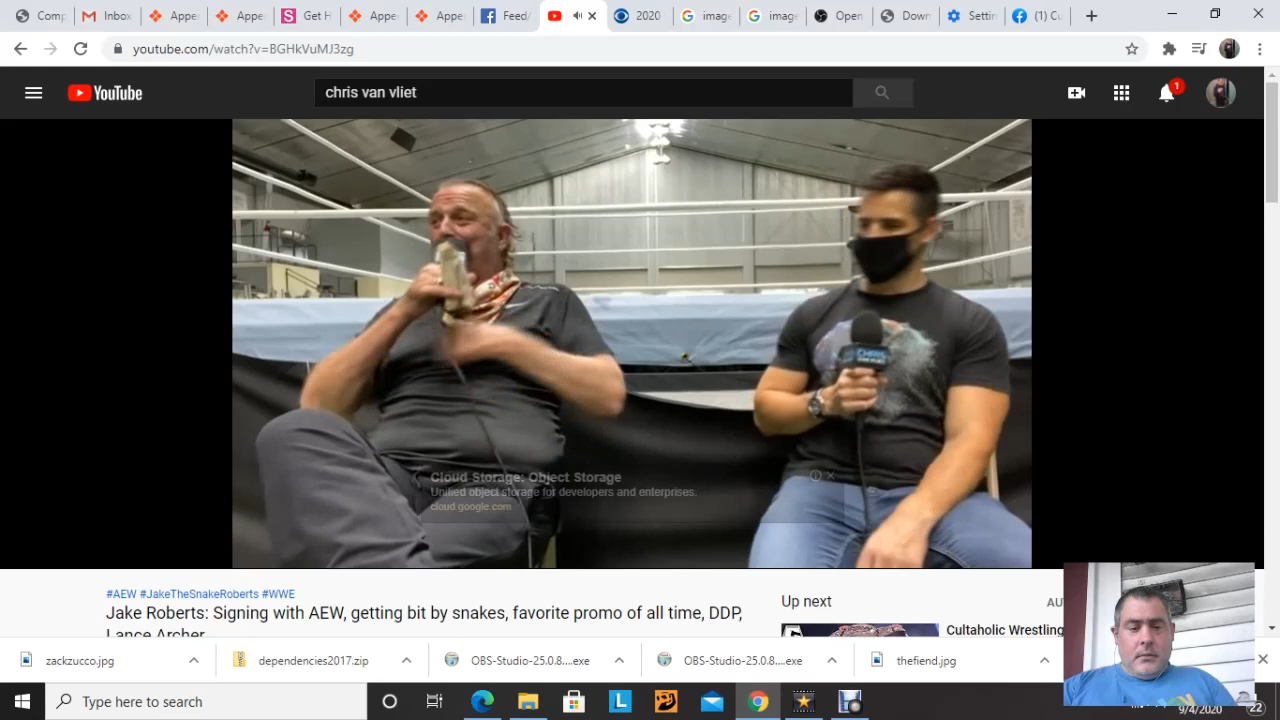 Comp
Inbox
Appe
Appe
Get H
Appe
Appe
Feed/
2020
image
image
Open
Down
Settin
(1) Cu
youtube.com/watch?v=BGHkVuMJ3zg
YouTube
chris van vliet
1
CHRIS
Cloud Storage: Object Storage
Unified object storage for developers and enterprises.
cloud.google.com
#AEW #JakeTheSnakeRoberts #WWE
Jake Roberts: Signing with AEW, getting bit by snakes, favorite promo of all time, DDP,
Lance Archer
Up next
AU
Cultaholic Wrestling
zackzucco.jpg
dependencies2017.zip
OBS-Studio-25.0.8....exe
OBS-Studio-25.0.8....exe
thefiend.jpg
Type here to search
L
9/4/2020
22